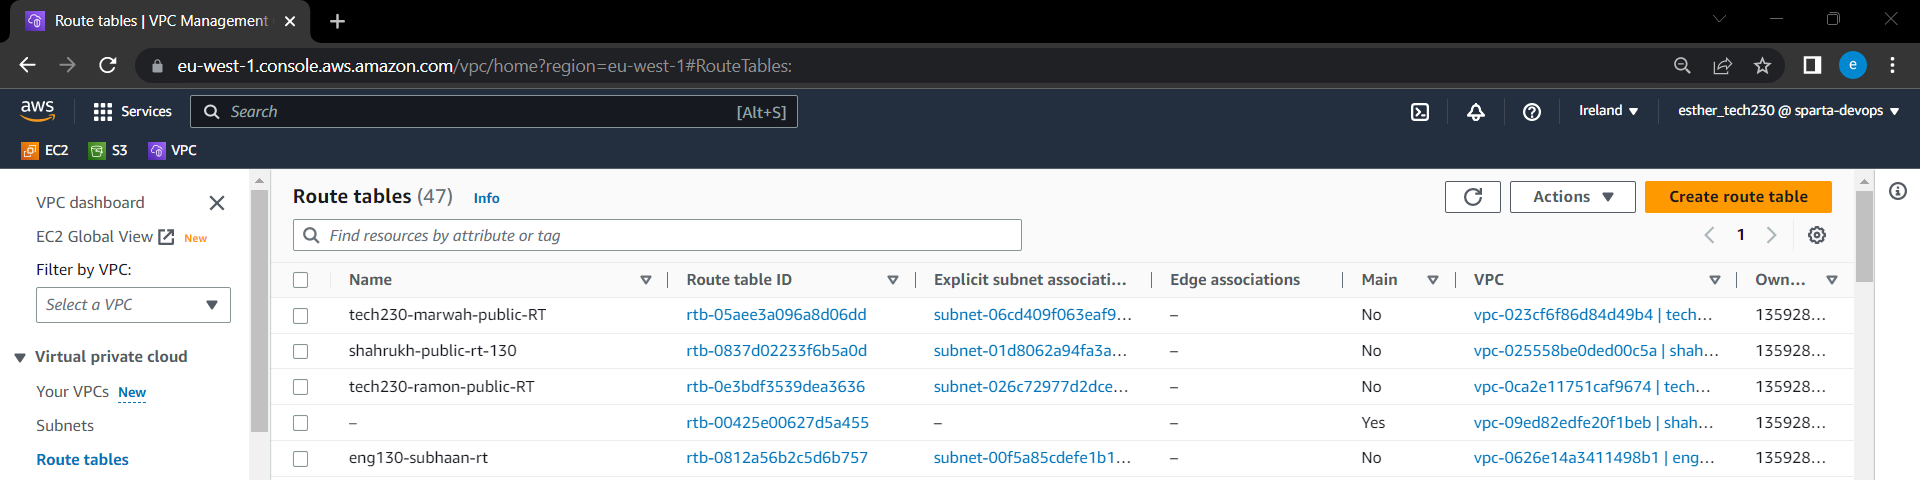 Route tables | VPC Management
eu-west-1.console.aws.amazon.com/vpc/home?region=eu-west-1#RouteTables:
e
aws
Services
Search
[Alt+S]
Ireland
esther_tech230 @ sparta-devops
EC2
S3
VPC
VPC dashboard
EC2 Global View New
Filter by VPC:
Select a VPC
Virtual private cloud
Your VPCs New
Subnets
Route tables
Route tables (47) Info
Actions
Create route table
Find resources by attribute or tag
1
Name Route table ID Explicit subnet associati... Edge associations Main VPC Own...
tech230-marwah-public-RT rtb-05aee3a096a8d06dd subnet-06cd409f063eaf9... – No vpc-023cf6f86d84d49b4 | tech... 135928...
shahrukh-public-rt-130 rtb-0837d02233f6b5a0d subnet-01d8062a94fa3a... – No vpc-025558be0ded00c5a | shah... 135928...
tech230-ramon-public-RT rtb-0e3bdf3539dea3636 subnet-026c72977d2dce... – No vpc-0ca2e11751caf9674 | tech... 135928...
– rtb-00425e00627d5a455 – – Yes vpc-09ed82edfe20f1beb | shah... 135928...
eng130-subhaan-rt rtb-0812a56b2c5d6b757 subnet-00f5a85cdefe1b1... – No vpc-0626e14a3411498b1 | eng... 135928...